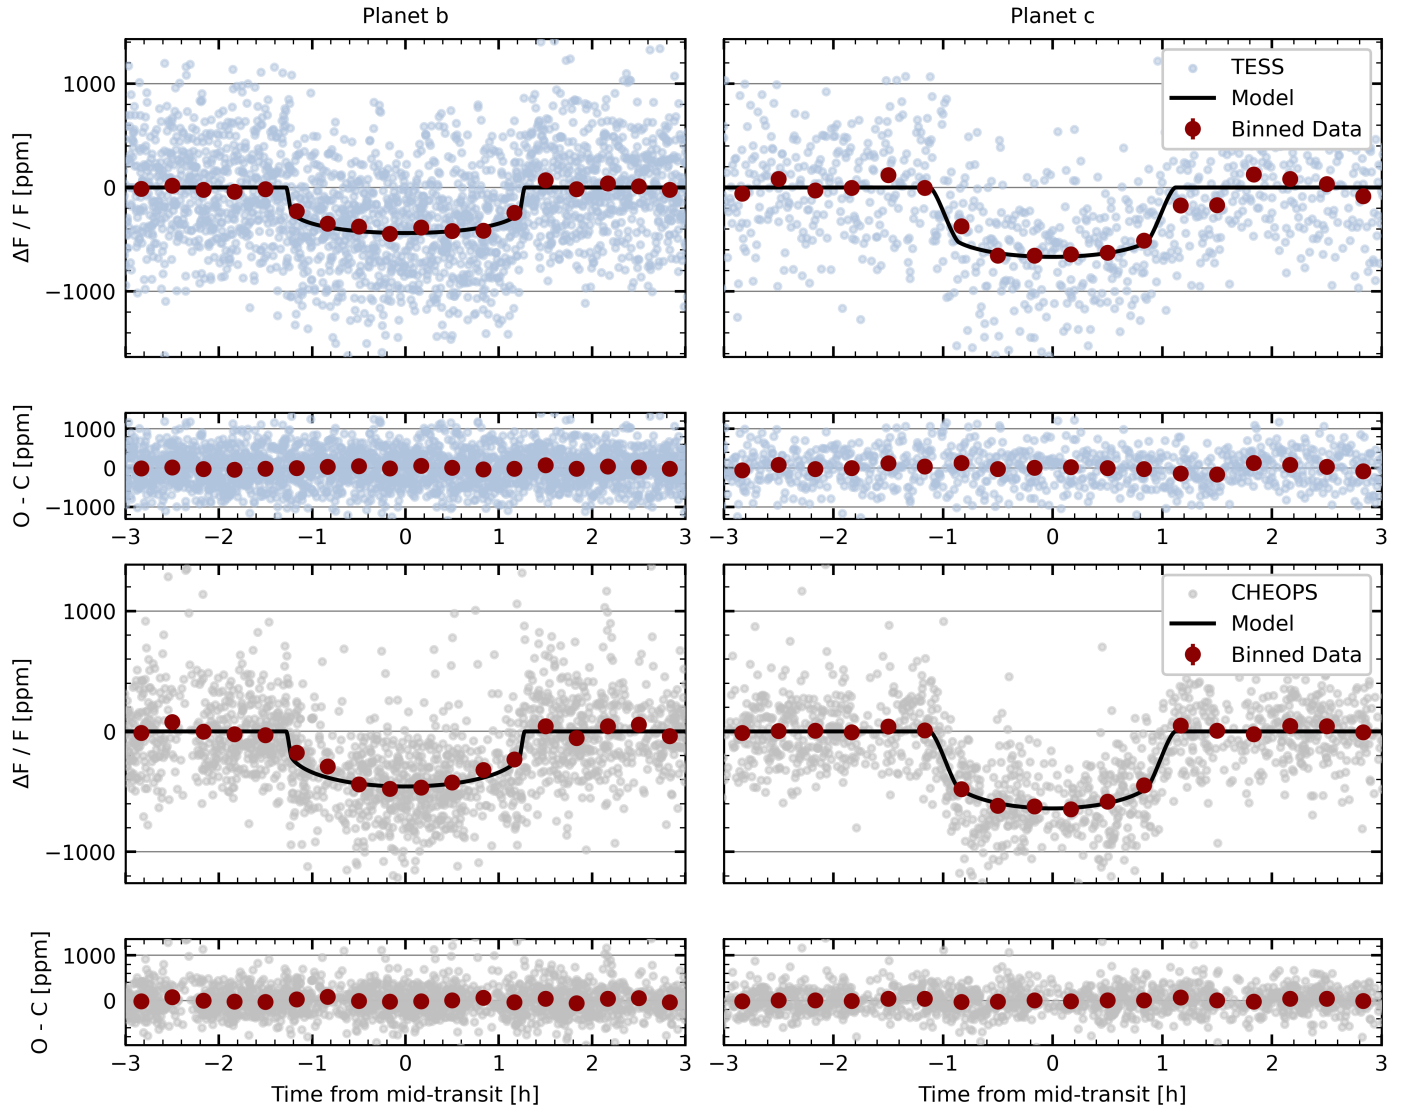 Planet b
Planet c
ΔF / F [ppm]
1000
0
−1000
TESS
Model
Binned Data
O - C [ppm]
1000
0
−1000
−3 −2 −1 0 1 2 3
−3 −2 −1 0 1 2 3
ΔF / F [ppm]
1000
0
−1000
CHEOPS
Model
Binned Data
O - C [ppm]
1000
0
−3 −2 −1 0 1 2 3
−3 −2 −1 0 1 2 3
Time from mid-transit [h]
Time from mid-transit [h]